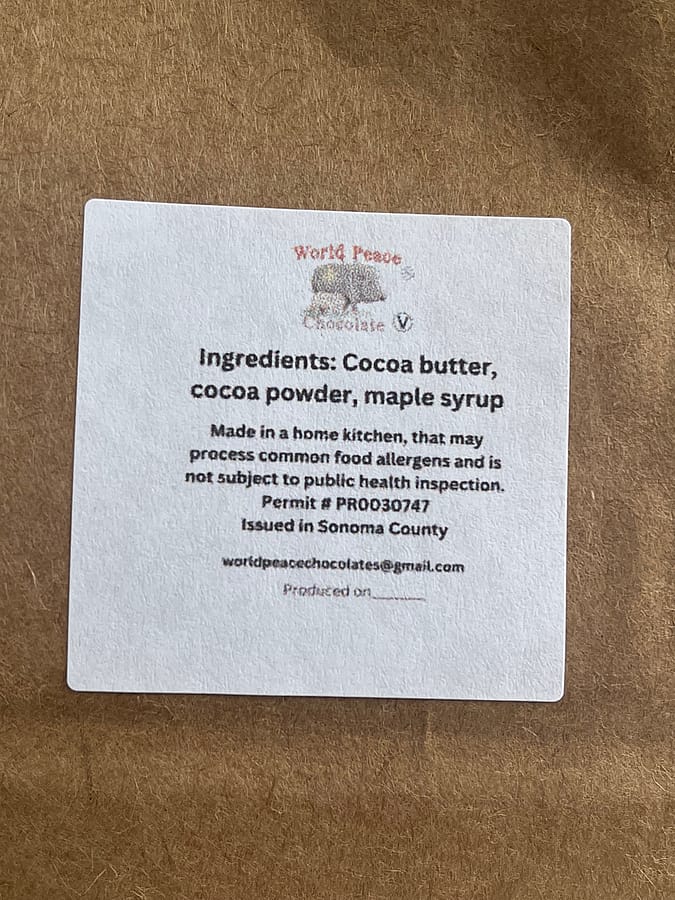 World Peace
Chocolate V
Ingredients: Cocoa butter,
cocoa powder, maple syrup
Made in a home kitchen, that may
process common food allergens and is
not subject to public health inspection.
Permit # PR0030747
Issued in Sonoma County
worldpeacechocolates@gmail.com
Produced on______